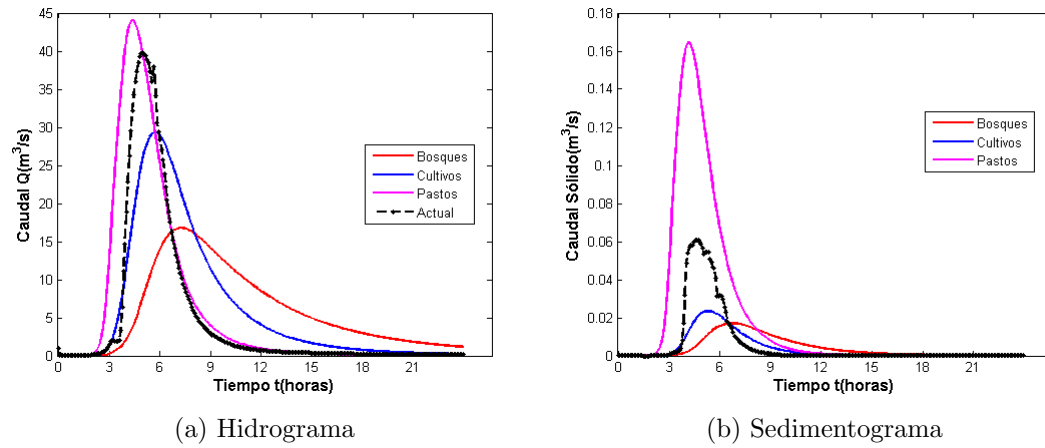 45
40
35
30
25
20
15
10
5
0
0 3 6 9 12 15 18 21
Caudal Q(m³/s)
Tiempo t(horas)
Bosques
Cultivos
Pastos
Actual
(a) Hidrograma
0.18
0.16
0.14
0.12
0.1
0.08
0.06
0.04
0.02
0
0 3 6 9 12 15 18 21
Caudal Sólido(m³/s)
Tiempo t(horas)
Bosques
Cultivos
Pastos
(b) Sedimentograma